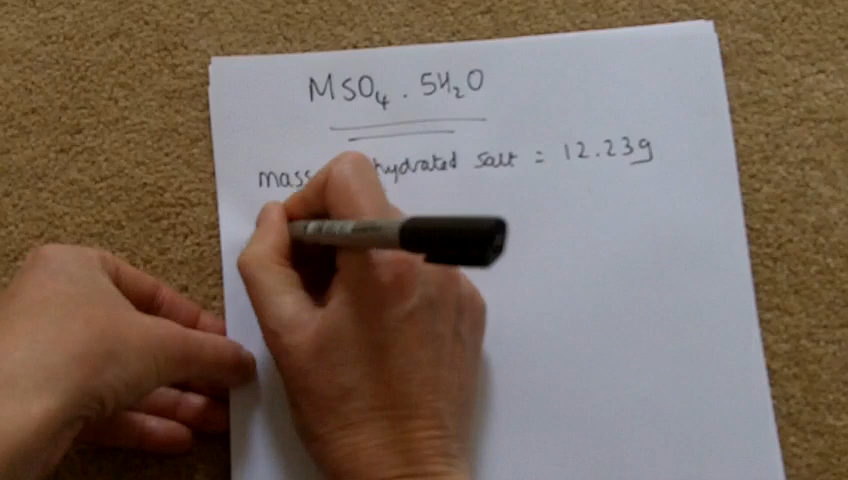 MSO₄ . 5H₂O
mass hydrated salt = 12.23g